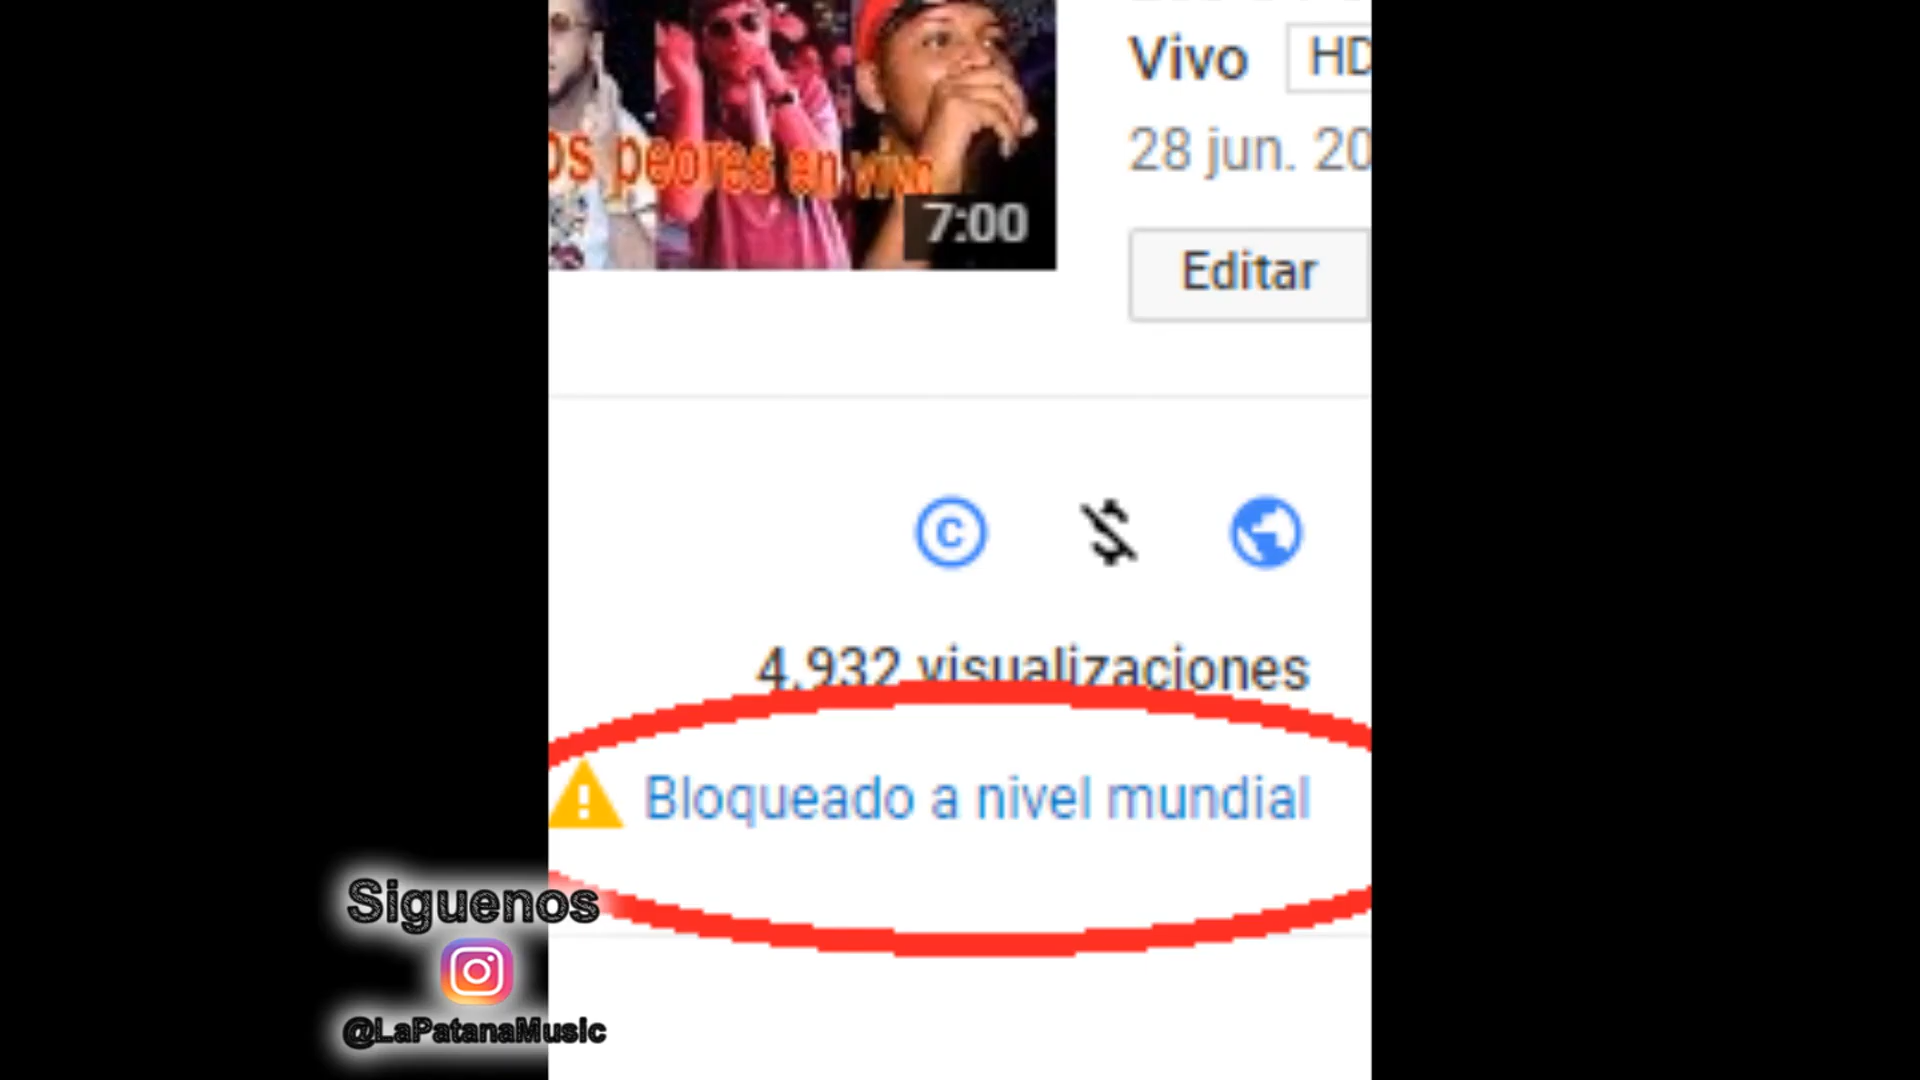 Vivo HD
28 jun. 20
os peores en vivo
7:00
Editar
4.932 visualizaciones
Bloqueado a nivel mundial
Siguenos
@LaPatanaMusic